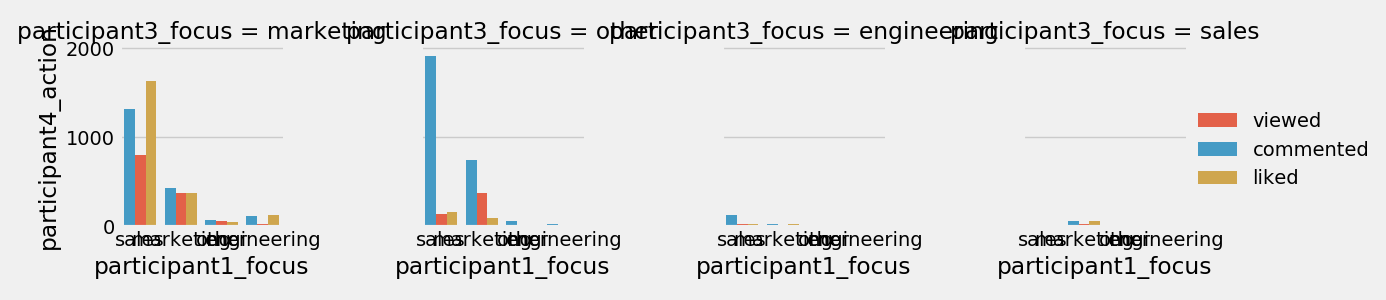 participant3_focus = marketing
participant3_focus = other
participant3_focus = engineering
participant3_focus = sales
participant4_action
2000
1000
0
viewed
commented
liked
sales marketing other engineering
sales marketing other engineering
sales marketing other engineering
sales marketing other engineering
participant1_focus
participant1_focus
participant1_focus
participant1_focus